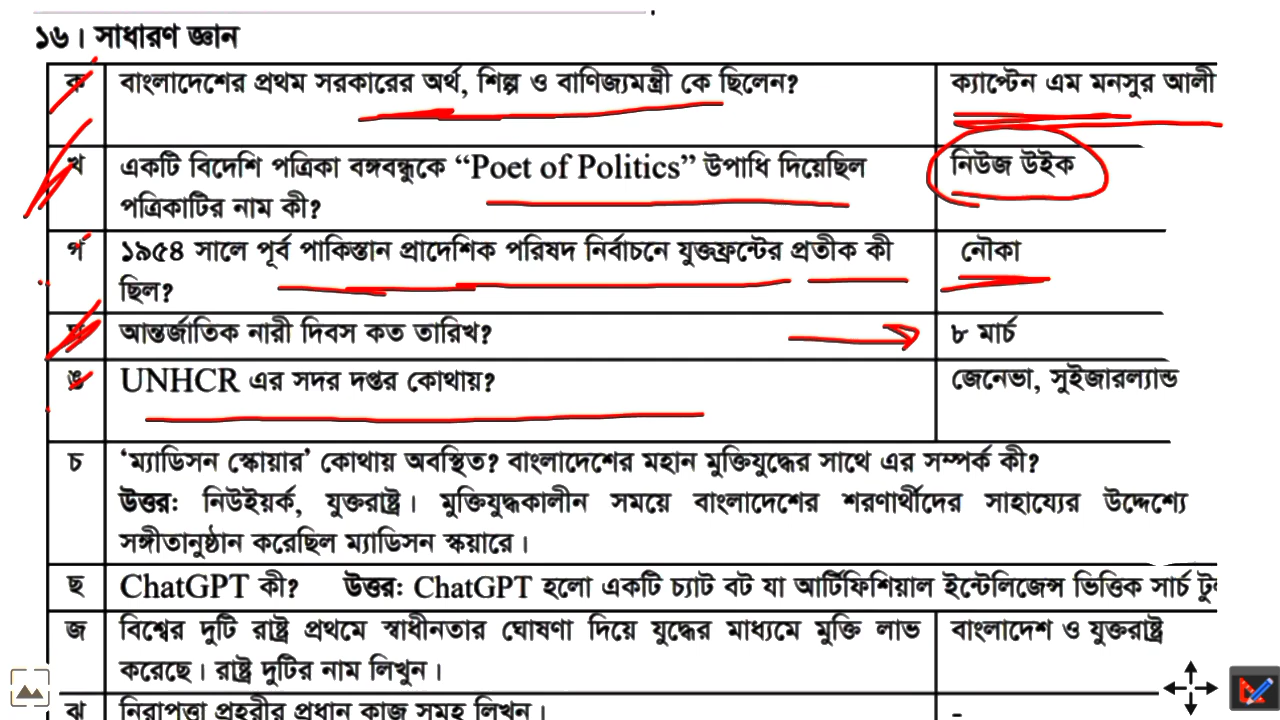 ১৬। সাধারণ জ্ঞান
ক বাংলাদেশের প্রথম সরকারের অর্থ, শিল্প ও বাণিজ্যমন্ত্রী কে ছিলেন? ক্যাপ্টেন এম মনসুর আলী
খ একটি বিদেশি পত্রিকা বঙ্গবন্ধুকে “Poet of Politics” উপাধি দিয়েছিল নিউজ উইক
পত্রিকাটির নাম কী?
গ ১৯৫৪ সালে পূর্ব পাকিস্তান প্রাদেশিক পরিষদ নির্বাচনে যুক্তফ্রন্টের প্রতীক কী নৌকা
ছিল?
ঘ আন্তর্জাতিক নারী দিবস কত তারিখ? ৮ মার্চ
ঙ UNHCR এর সদর দপ্তর কোথায়? জেনেভা, সুইজারল্যান্ড
চ ‘ম্যাডিসন স্কোয়ার’ কোথায় অবস্থিত? বাংলাদেশের মহান মুক্তিযুদ্ধের সাথে এর সম্পর্ক কী?
উত্তর: নিউইয়র্ক, যুক্তরাষ্ট্র। মুক্তিযুদ্ধকালীন সময়ে বাংলাদেশের শরণার্থীদের সাহায্যের উদ্দেশ্যে
সঙ্গীতানুষ্ঠান করেছিল ম্যাডিসন স্কয়ারে।
ছ ChatGPT কী? উত্তর: ChatGPT হলো একটি চ্যাট বট যা আর্টিফিশিয়াল ইন্টেলিজেন্স ভিত্তিক সার্চ
জ বিশ্বের দুটি রাষ্ট্র প্রথমে স্বাধীনতার ঘোষণা দিয়ে যুদ্ধের মাধ্যমে মুক্তি লাভ বাংলাদেশ ও যুক্তরাষ্ট্র
করেছে। রাষ্ট্র দুটির নাম লিখুন।
ঝ নিরাপত্তা প্রহরীর প্রধান কাজ সমূহ লিখুন। -